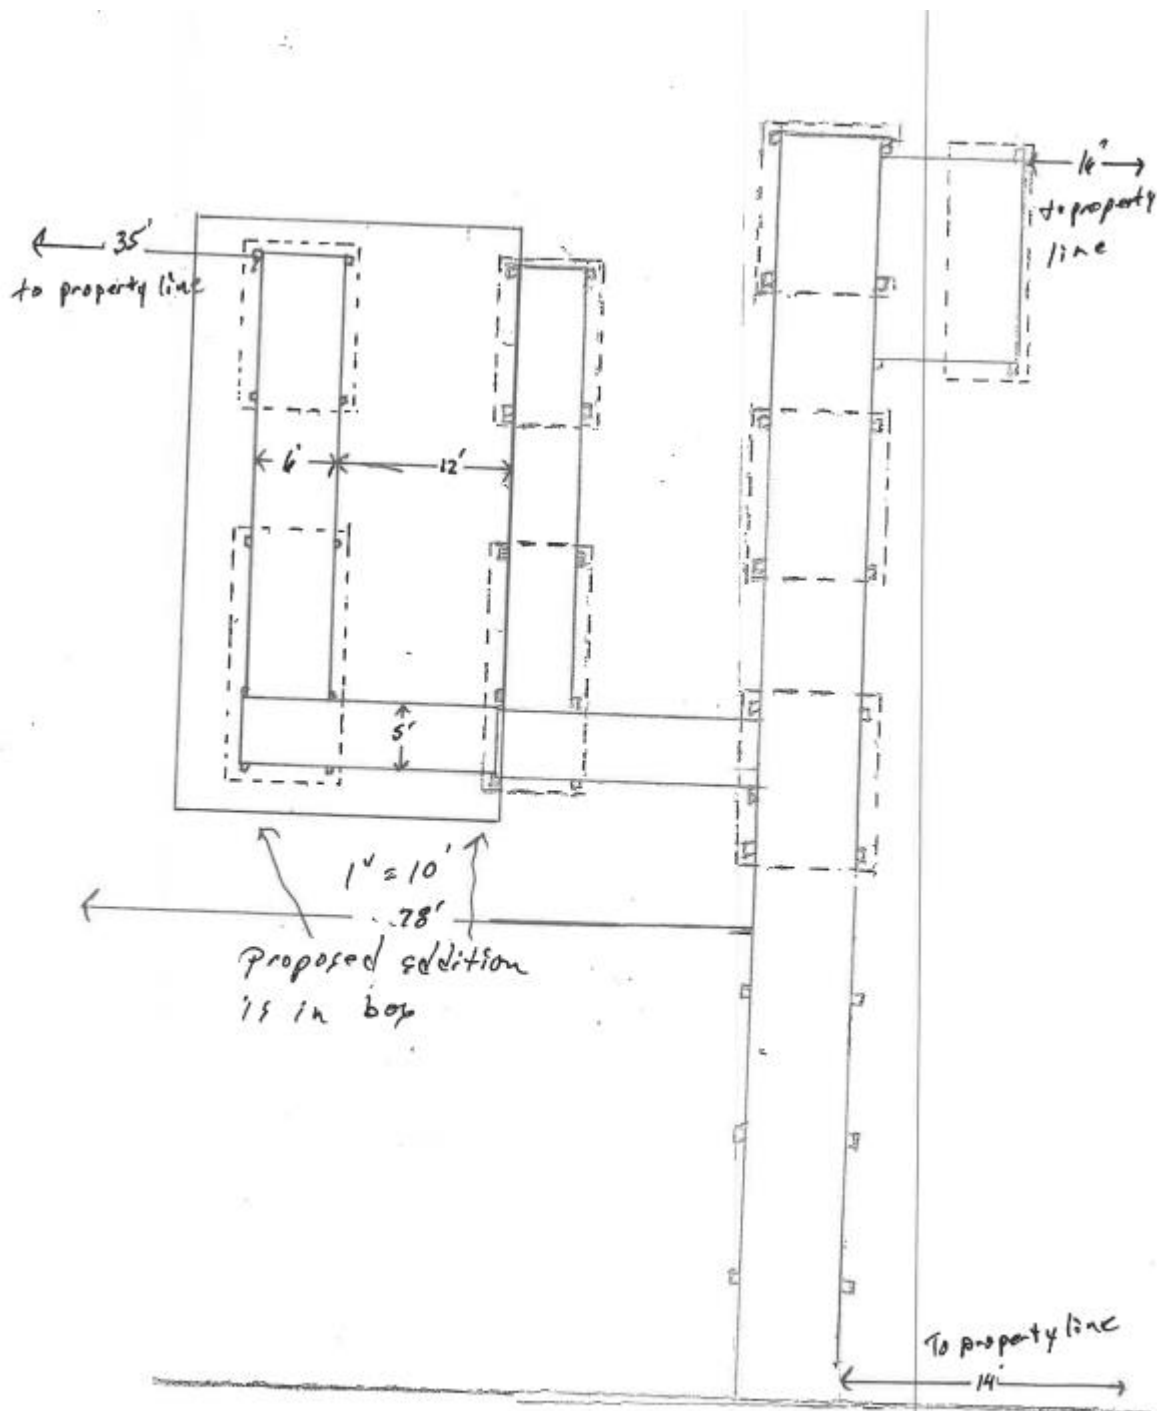 35'
to property line
14'
to property
line
6'
12'
5'
1" = 10'
78'
Proposed addition
is in box
To property line
14'